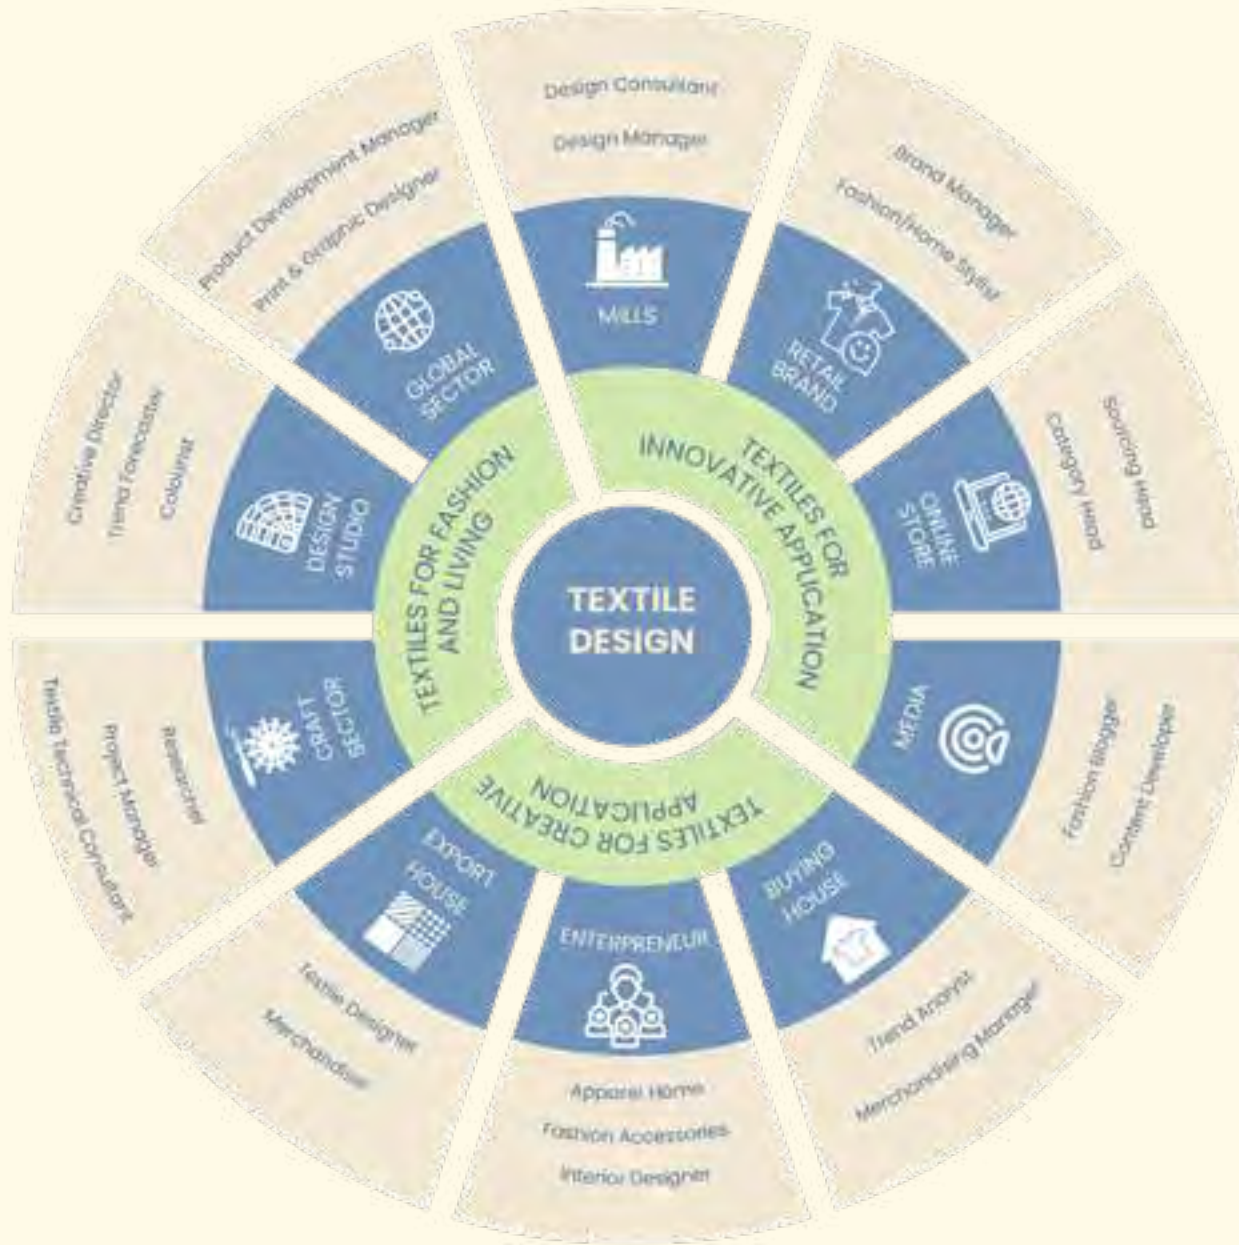 TEXTILE
DESIGN
TEXTILES FOR
INNOVATIVE APPLICATION
TEXTILES FOR CREATIVE
APPLICATION
TEXTILES FOR FASHION
AND LIVING
MILLS
Design Consultant
Design Manager
RETAIL
BRAND
Brand Manager
Fashion/Home Stylist
ONLINE
STORE
Sourcing Head
Category Head
MEDIA
Fashion Blogger
Content Developer
BUYING
HOUSE
Trend Analyst
Merchandising Manager
ENTERPRENEUR
Apparel Home
Fashion Accessories
Interior Designer
EXPORT
HOUSE
Textile Designer
Merchandiser
CRAFT
SECTOR
Researcher
Project Manager
Textile Technical Consultant
DESIGN
STUDIO
Creative Director
Trend Forecaster
Colourist
GLOBAL
SECTOR
Product Development Manager
Print & Graphic Designer